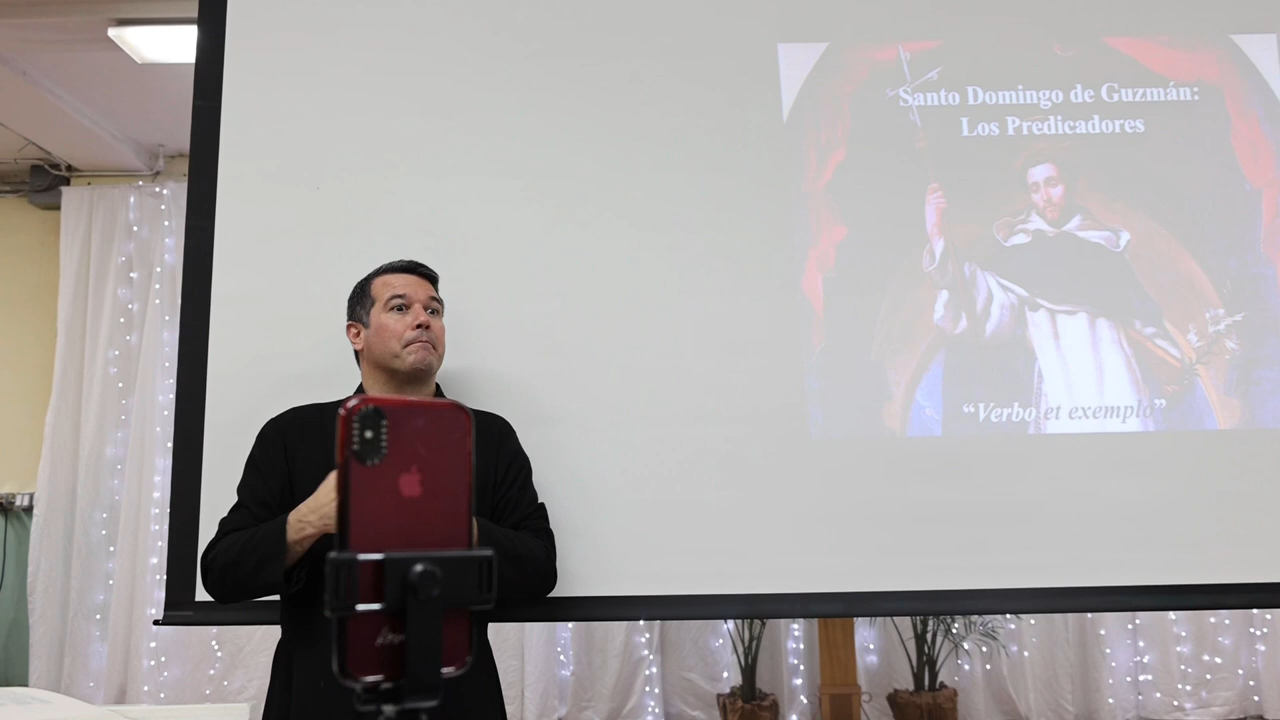 Santo Domingo de Guzmán:
Los Predicadores
“Verbo et exemplo”